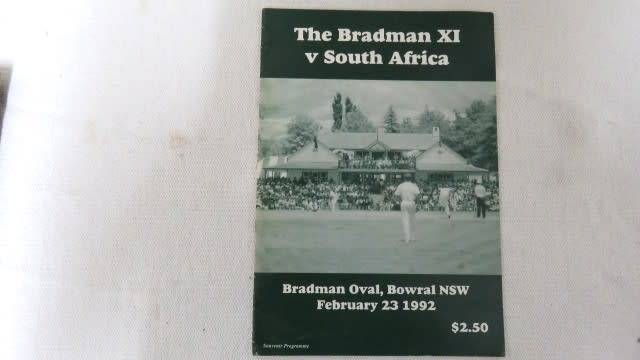 The Bradman XI
v South Africa
Bradman Oval, Bowral NSW
February 23 1992
$2.50
Souvenir Programme